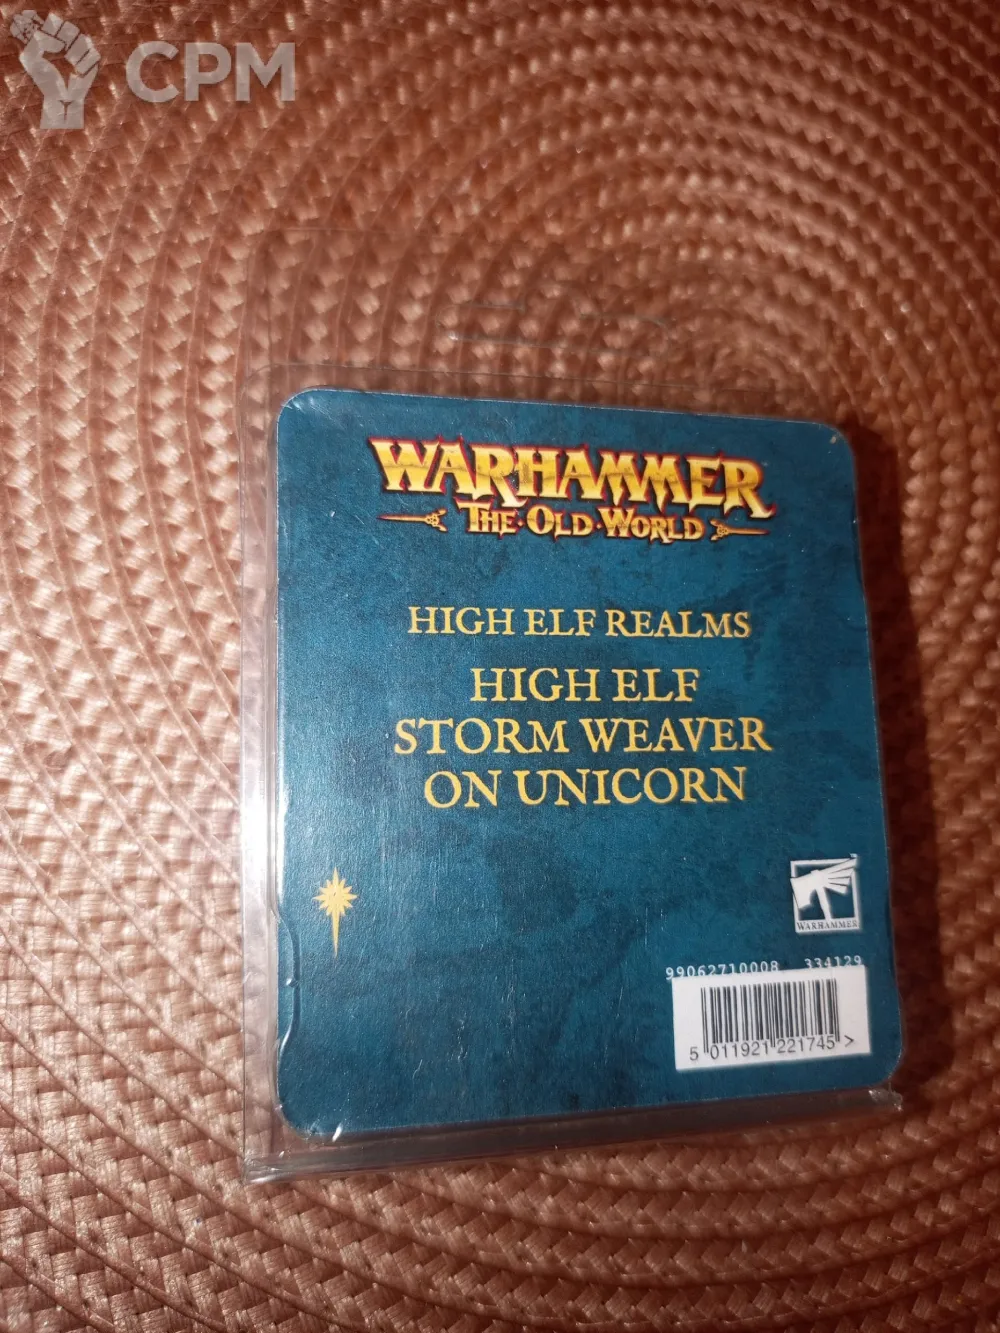 CPM
WARHAMMER
THE • OLD • WORLD
HIGH ELF REALMS
HIGH ELF
STORM WEAVER
ON UNICORN
WARHAMMER
99062710008 334129
5 011921 221745 >